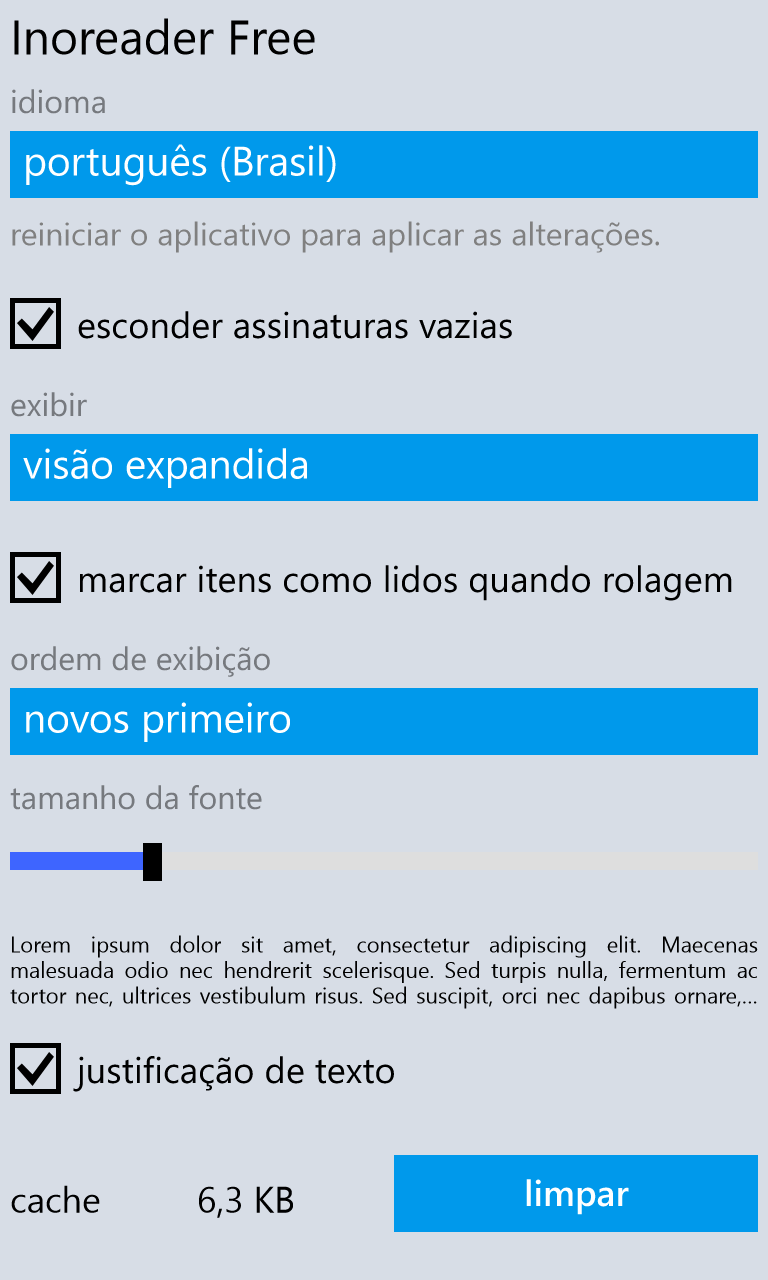 Inoreader Free
idioma
português (Brasil)
reiniciar o aplicativo para aplicar as alterações.
esconder assinaturas vazias
exibir
visão expandida
marcar itens como lidos quando rolagem
ordem de exibição
novos primeiro
tamanho da fonte
Lorem ipsum dolor sit amet, consectetur adipiscing elit. Maecenas
malesuada odio nec hendrerit scelerisque. Sed turpis nulla, fermentum ac
tortor nec, ultrices vestibulum risus. Sed suscipit, orci nec dapibus ornare,...
justificação de texto
cache 6,3 KB limpar